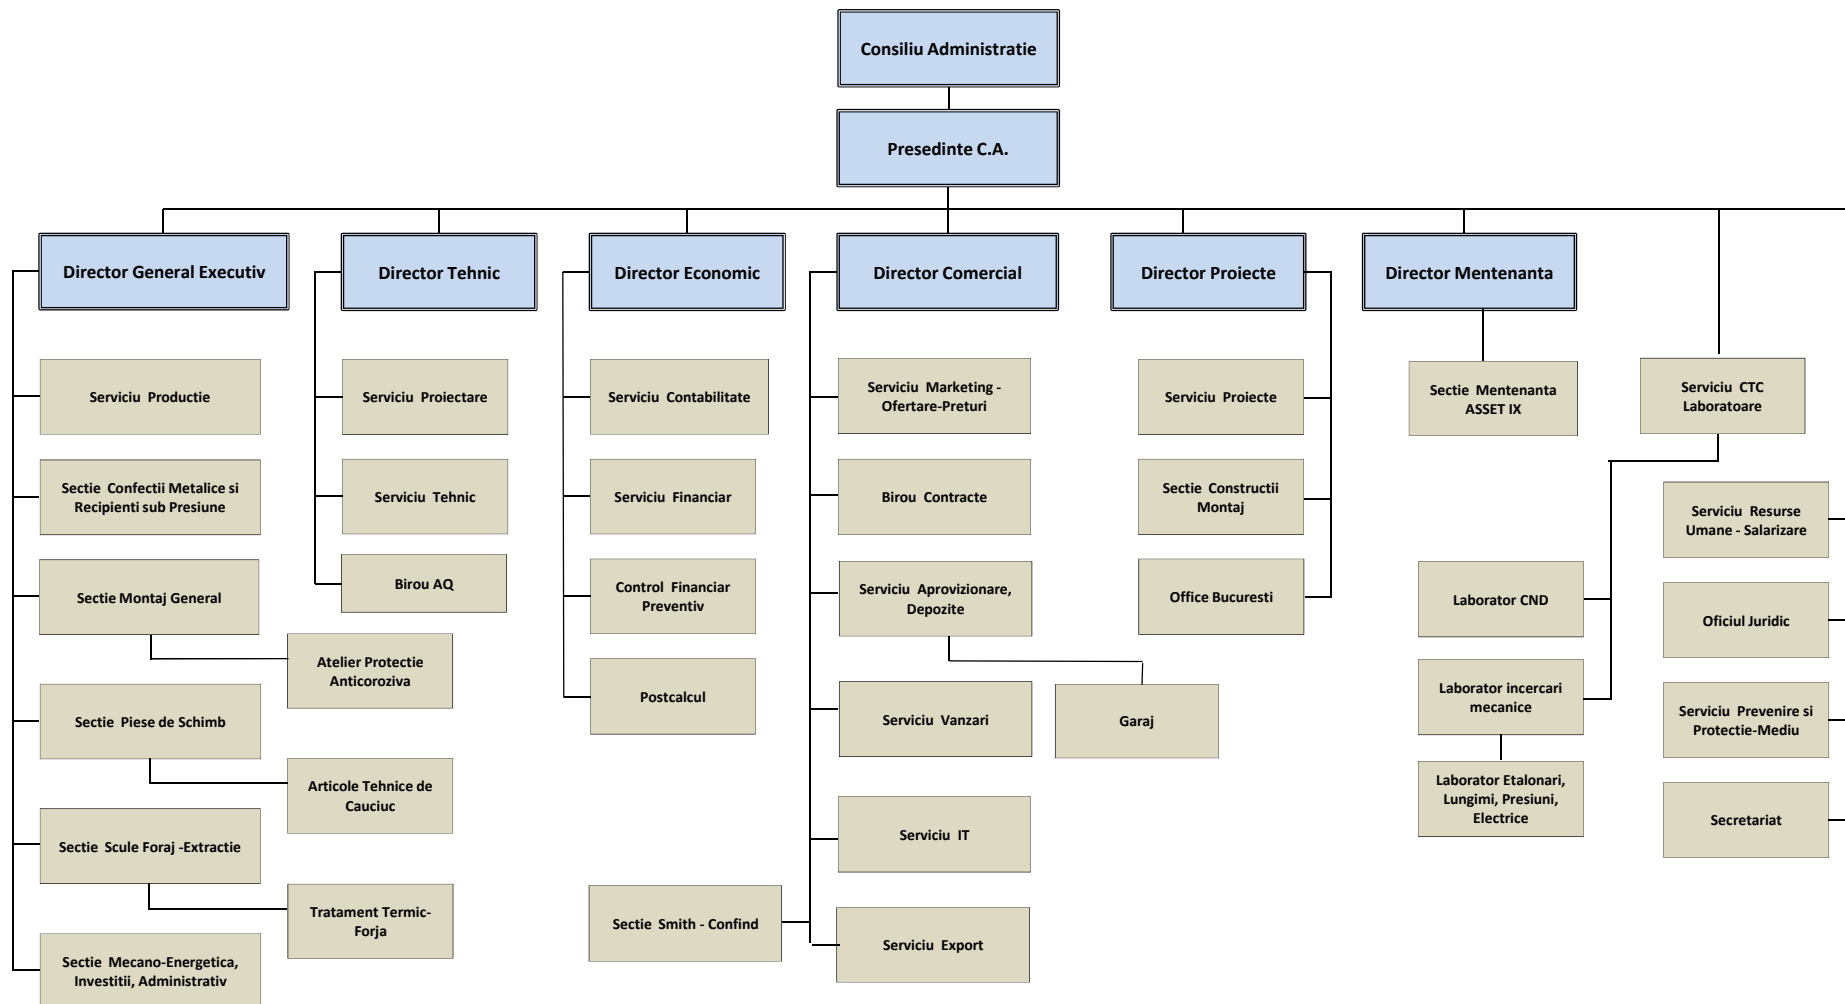 Consiliu Administratie
Presedinte C.A.
Director General Executiv
Director Tehnic
Director Economic
Director Comercial
Director Proiecte
Director Mentenanta
Serviciu Productie
Sectie Confectii Metalice si
Recipienti sub Presiune
Sectie Montaj General
Atelier Protectie
Anticoroziva
Sectie Piese de Schimb
Articole Tehnice de
Cauciuc
Sectie Scule Foraj -Extractie
Tratament Termic-
Forja
Sectie Mecano-Energetica,
Investitii, Administrativ
Serviciu Proiectare
Serviciu Tehnic
Birou AQ
Serviciu Contabilitate
Serviciu Financiar
Control Financiar
Preventiv
Postcalcul
Serviciu Marketing -
Ofertare-Preturi
Birou Contracte
Serviciu Aprovizionare,
Depozite
Garaj
Serviciu Vanzari
Serviciu IT
Sectie Smith - Confind
Serviciu Export
Serviciu Proiecte
Sectie Constructii
Montaj
Office Bucuresti
Sectie Mentenanta
ASSET IX
Serviciu CTC
Laboratoare
Laborator CND
Laborator incercari
mecanice
Laborator Etalonari,
Lungimi, Presiuni,
Electrice
Serviciu Resurse
Umane - Salarizare
Oficiul Juridic
Serviciu Prevenire si
Protectie-Mediu
Secretariat